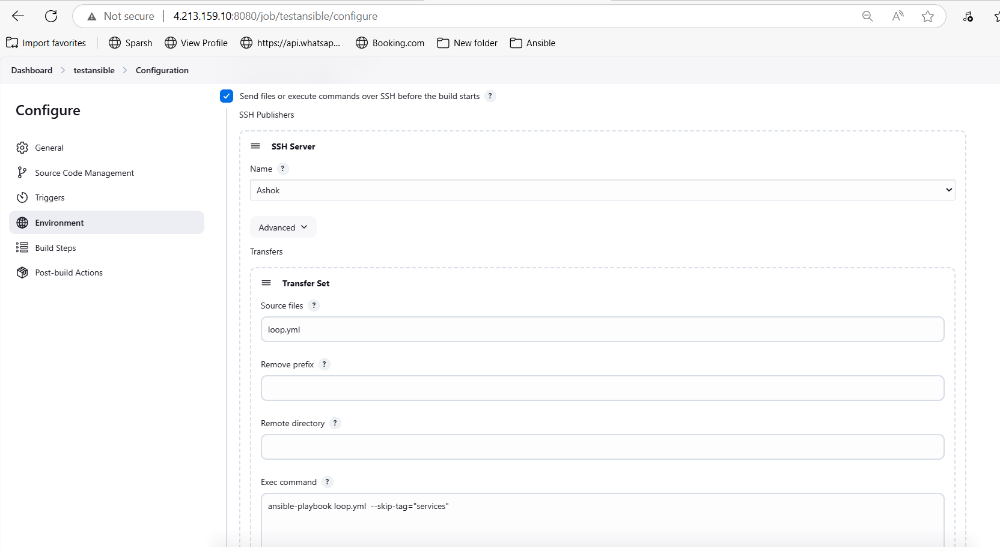 Not secure 4.213.159.10:8080/job/testansible/configure
Import favorites Sparsh View Profile https://api.whatsap... Booking.com New folder Ansible
Dashboard testansible Configuration
Configure
General
Source Code Management
Triggers
Environment
Build Steps
Post-build Actions
Send files or execute commands over SSH before the build starts ?
SSH Publishers
SSH Server
Name ?
Ashok
Advanced
Transfers
Transfer Set
Source files ?
loop.yml
Remove prefix ?
Remote directory ?
Exec command ?
ansible-playbook loop.yml  --skip-tag="services"